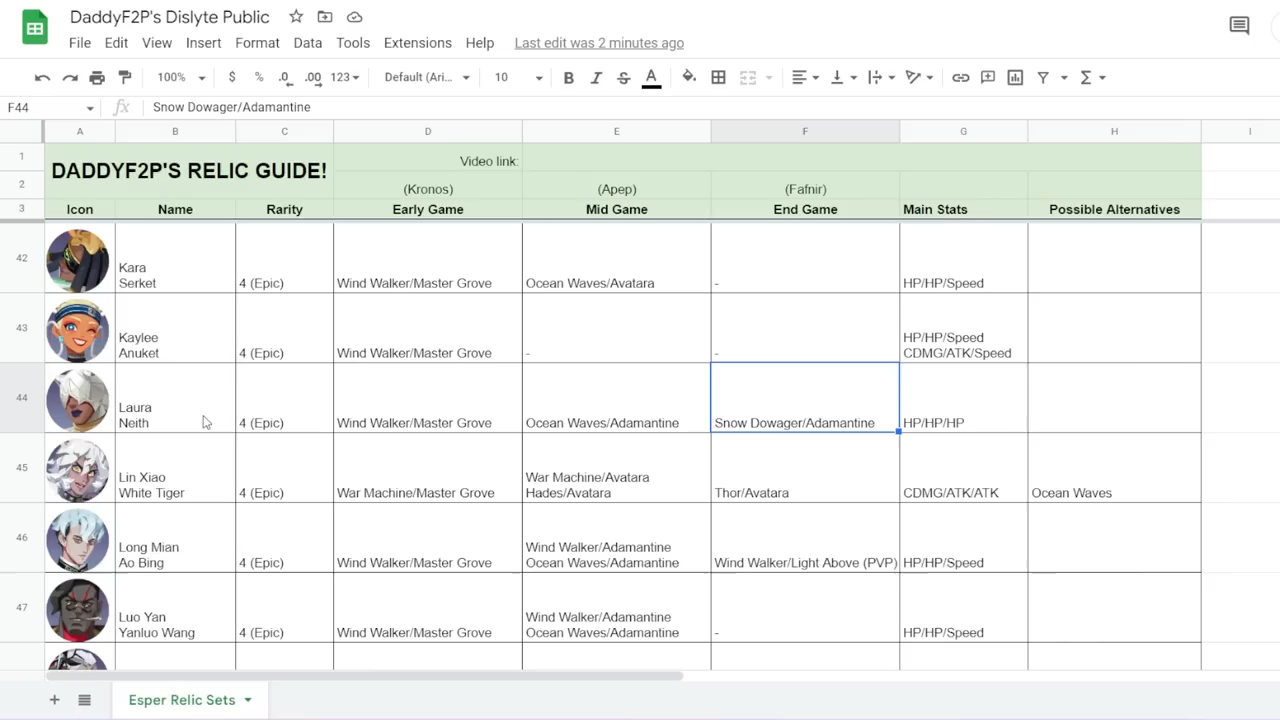 DaddyF2P's Dislyte Public
File Edit View Insert Format Data Tools Extensions Help Last edit was 2 minutes ago
100% $ % .0 .00 123 Default (Ari... 10 B I S A
F44 fx Snow Dowager/Adamantine
A B C D E F G H I
1 DADDYF2P'S RELIC GUIDE! Video link:
2 (Kronos) (Apep) (Fafnir)
3 Icon Name Rarity Early Game Mid Game End Game Main Stats Possible Alternatives
42 Kara
Serket 4 (Epic) Wind Walker/Master Grove Ocean Waves/Avatara - HP/HP/Speed
43 Kaylee HP/HP/Speed
Anuket 4 (Epic) Wind Walker/Master Grove - - CDMG/ATK/Speed
44 Laura
Neith 4 (Epic) Wind Walker/Master Grove Ocean Waves/Adamantine Snow Dowager/Adamantine HP/HP/HP
45 Lin Xiao War Machine/Avatara
White Tiger 4 (Epic) War Machine/Master Grove Hades/Avatara Thor/Avatara CDMG/ATK/ATK Ocean Waves
46 Long Mian Wind Walker/Adamantine
Ao Bing 4 (Epic) Wind Walker/Master Grove Ocean Waves/Adamantine Wind Walker/Light Above (PVP) HP/HP/Speed
47 Luo Yan Wind Walker/Adamantine
Yanluo Wang 4 (Epic) Wind Walker/Master Grove Ocean Waves/Adamantine - HP/HP/Speed
Esper Relic Sets